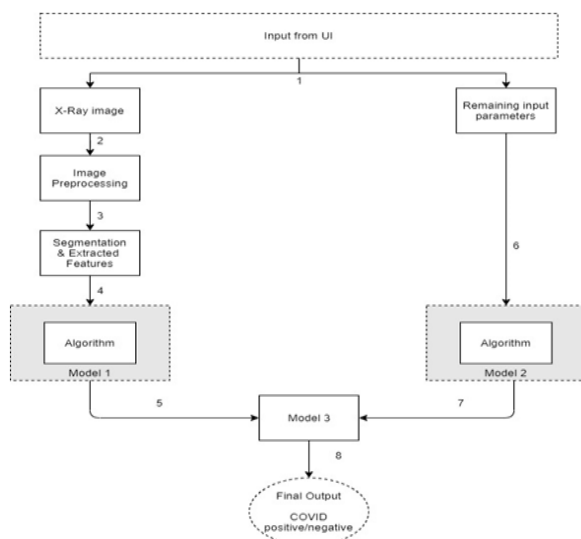 Input from UI
1
X-Ray image
Remaining input
parameters
2
Image
Preprocessing
3
Segmentation
& Extracted
Features
6
4
Algorithm
Model 1
Algorithm
Model 2
5
Model 3
7
8
Final Output
COVID
positive/negative